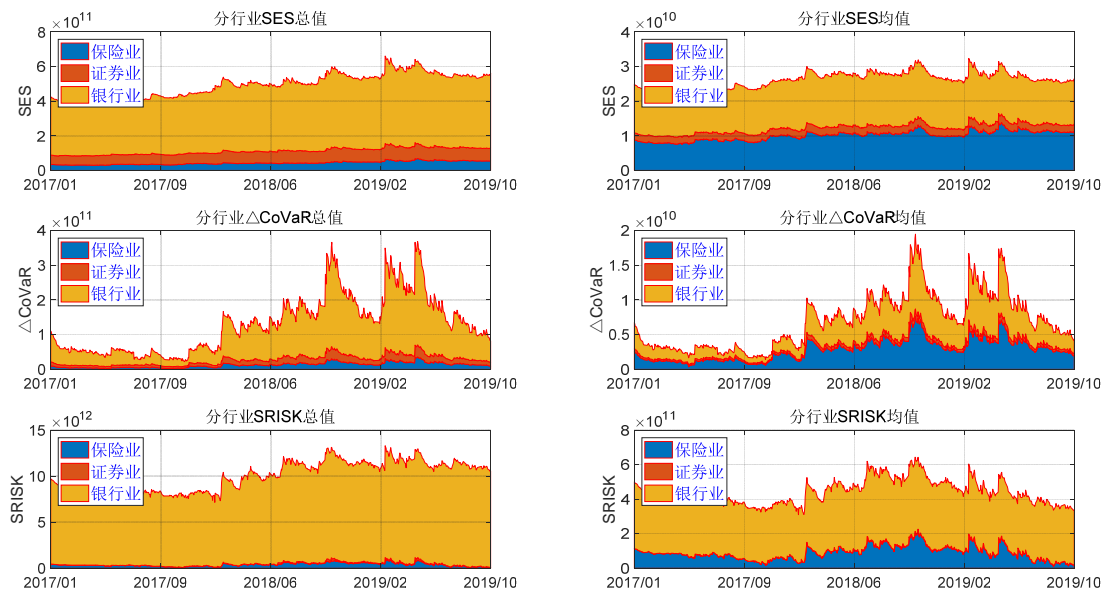 分行业SES总值
×10^11
8
6
4
2
0
SES
保险业
证券业
银行业
2017/01
2017/09
2018/06
2019/02
2019/10
分行业SES均值
×10^10
4
3
2
1
0
SES
保险业
证券业
银行业
2017/01
2017/09
2018/06
2019/02
2019/10
分行业△CoVaR总值
×10^11
4
3
2
1
0
△CoVaR
保险业
证券业
银行业
2017/01
2017/09
2018/06
2019/02
2019/10
分行业△CoVaR均值
×10^10
2
1.5
1
0.5
0
△CoVaR
保险业
证券业
银行业
2017/01
2017/09
2018/06
2019/02
2019/10
分行业SRISK总值
×10^12
15
10
5
0
SRISK
保险业
证券业
银行业
2017/01
2017/09
2018/06
2019/02
2019/10
分行业SRISK均值
×10^11
8
6
4
2
0
SRISK
保险业
证券业
银行业
2017/01
2017/09
2018/06
2019/02
2019/10